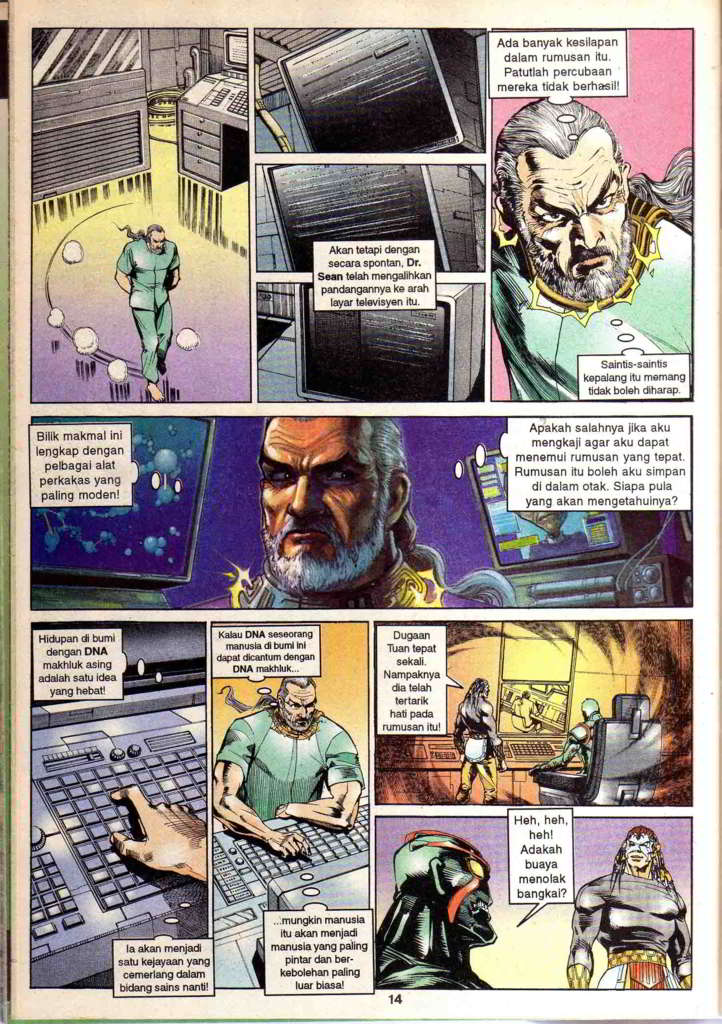 Ada banyak kesilapan
dalam rumusan itu.
Patutlah percubaan
mereka tidak berhasil!
Akan tetapi dengan
secara spontan, Dr.
Sean telah mengalihkan
pandangannya ke arah
layar televisyen itu.
Saintis-saintis
kepalang itu memang
tidak boleh diharap.
Bilik makmal ini
lengkap dengan
pelbagai alat
perkakas yang
paling moden!
Apakah salahnya jika aku
mengkaji agar aku dapat
menemui rumusan yang tepat.
Rumusan itu boleh aku simpan
di dalam otak. Siapa pula
yang akan mengetahuinya?
Hidupan di bumi
dengan DNA
makhluk asing
adalah satu idea
yang hebat!
Ia akan menjadi
satu kejayaan yang
cemerlang dalam
bidang sains nanti!
Kalau DNA seseorang
manusia di bumi ini
dapat dicantum dengan
DNA makhluk...
...mungkin manusia
itu akan menjadi
manusia yang paling
pintar dan ber-
kebolehan paling
luar biasa!
Dugaan
Tuan tepat
sekali.
Nampaknya
dia telah
tertarik
hati pada
rumusan itu!
Heh, heh,
heh!
Adakah
buaya
menolak
bangkai?
14